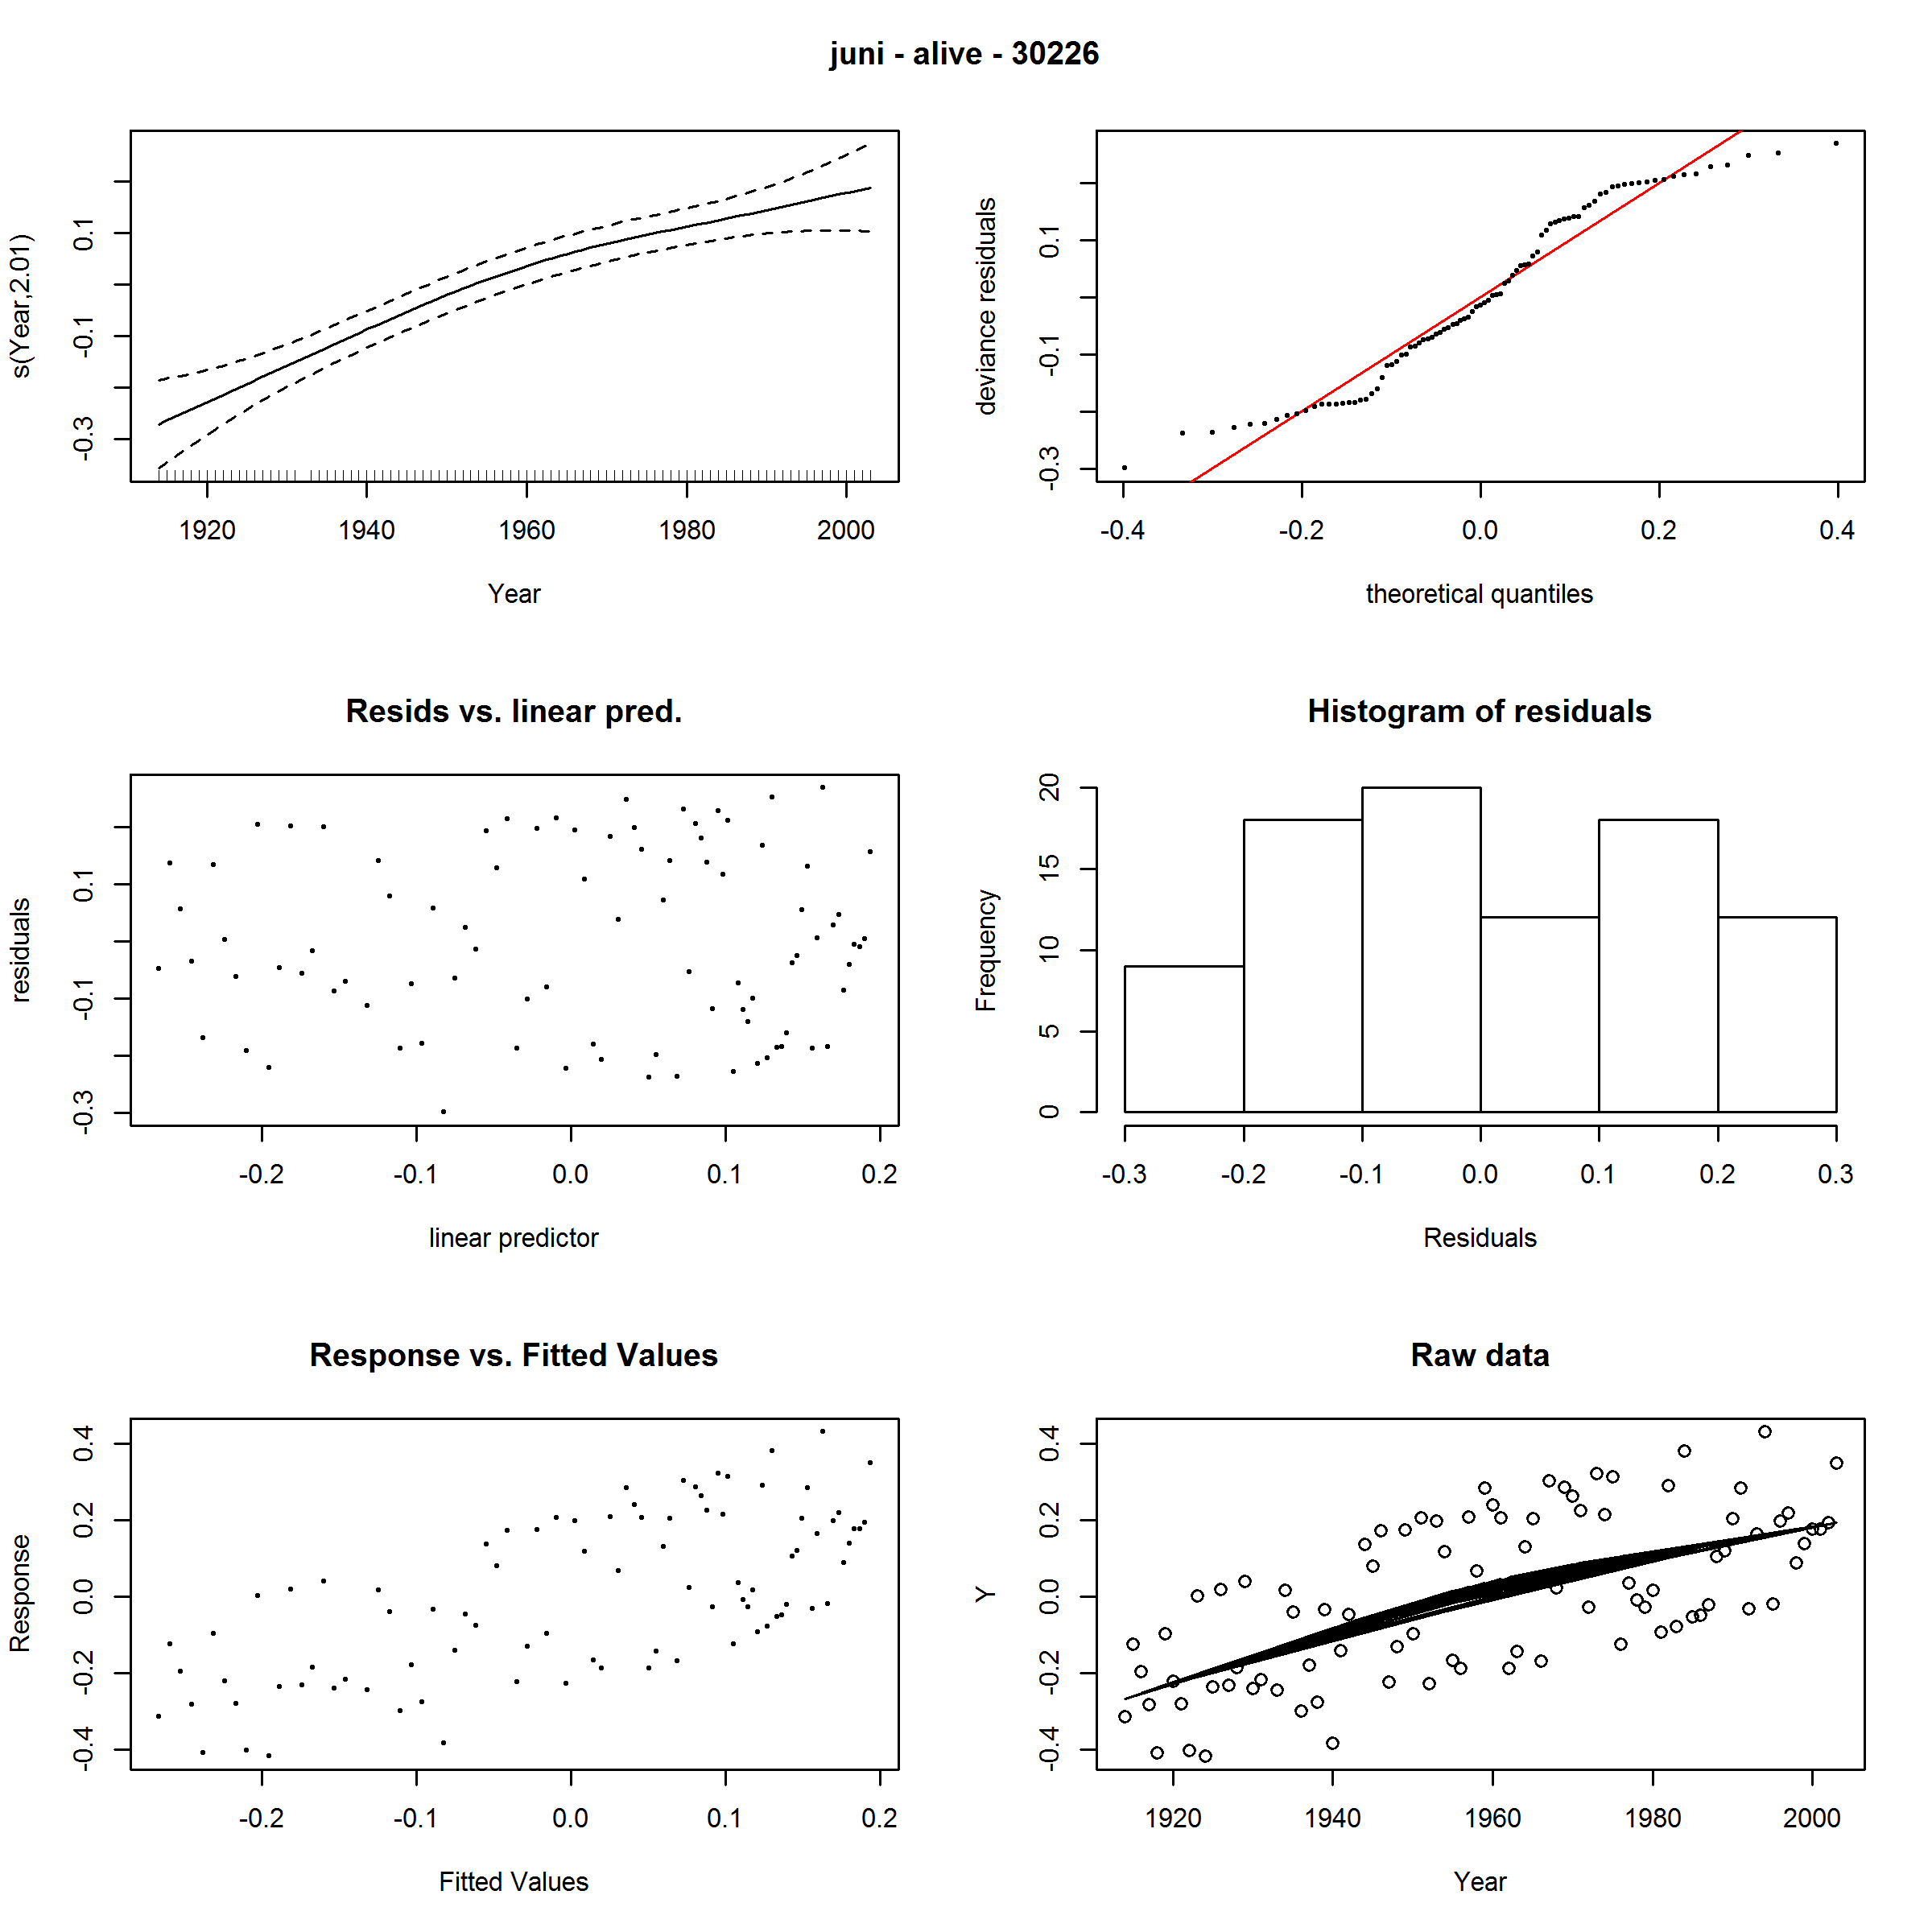 juni - alive - 30226
s(Year,2.01)
-0.3 -0.1 0.1
1920 1940 1960 1980 2000
Year
deviance residuals
-0.3 -0.1 0.1
-0.4 -0.2 0.0 0.2 0.4
theoretical quantiles
Resids vs. linear pred.
residuals
-0.3 -0.1 0.1
-0.2 -0.1 0.0 0.1 0.2
linear predictor
Histogram of residuals
Frequency
0 5 10 15 20
-0.3 -0.2 -0.1 0.0 0.1 0.2 0.3
Residuals
Response vs. Fitted Values
Response
-0.4 -0.2 0.0 0.2 0.4
-0.2 -0.1 0.0 0.1 0.2
Fitted Values
Raw data
Y
-0.4 -0.2 0.0 0.2 0.4
1920 1940 1960 1980 2000
Year